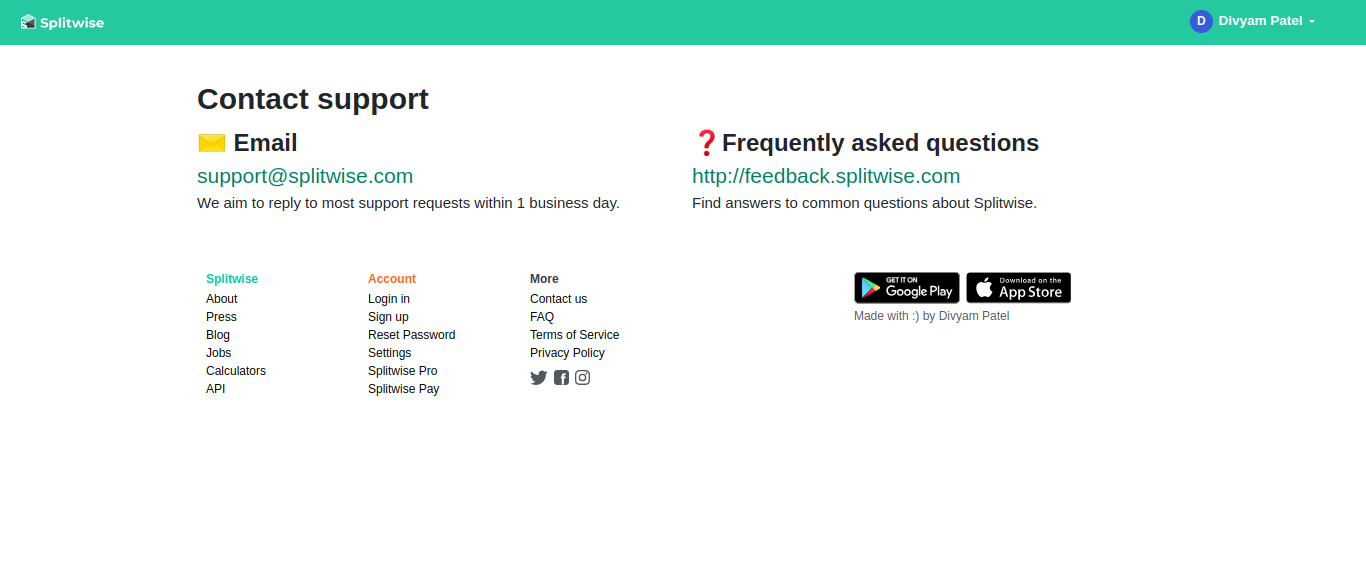 Splitwise
D Divyam Patel
Contact support
Email
support@splitwise.com
We aim to reply to most support requests within 1 business day.
Frequently asked questions
http://feedback.splitwise.com
Find answers to common questions about Splitwise.
Splitwise
About
Press
Blog
Jobs
Calculators
API
Account
Login in
Sign up
Reset Password
Settings
Splitwise Pro
Splitwise Pay
More
Contact us
FAQ
Terms of Service
Privacy Policy
GET IT ON
Google Play
Download on the
App Store
Made with :) by Divyam Patel